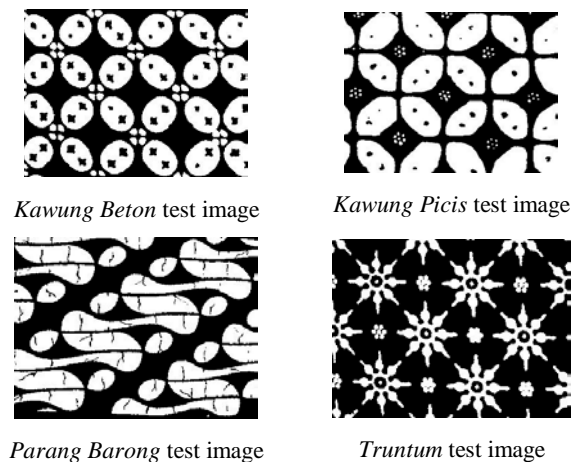 Kawung Beton test image
Kawung Picis test image
Parang Barong test image
Truntum test image